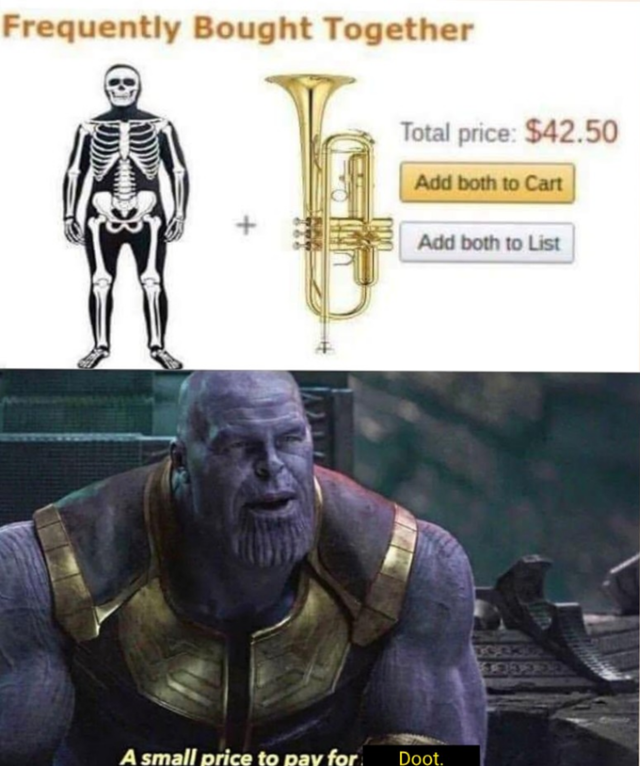 Frequently Bought Together
Total price: $42.50
Add both to Cart
+
Add both to List
A small price to pay for Doot.